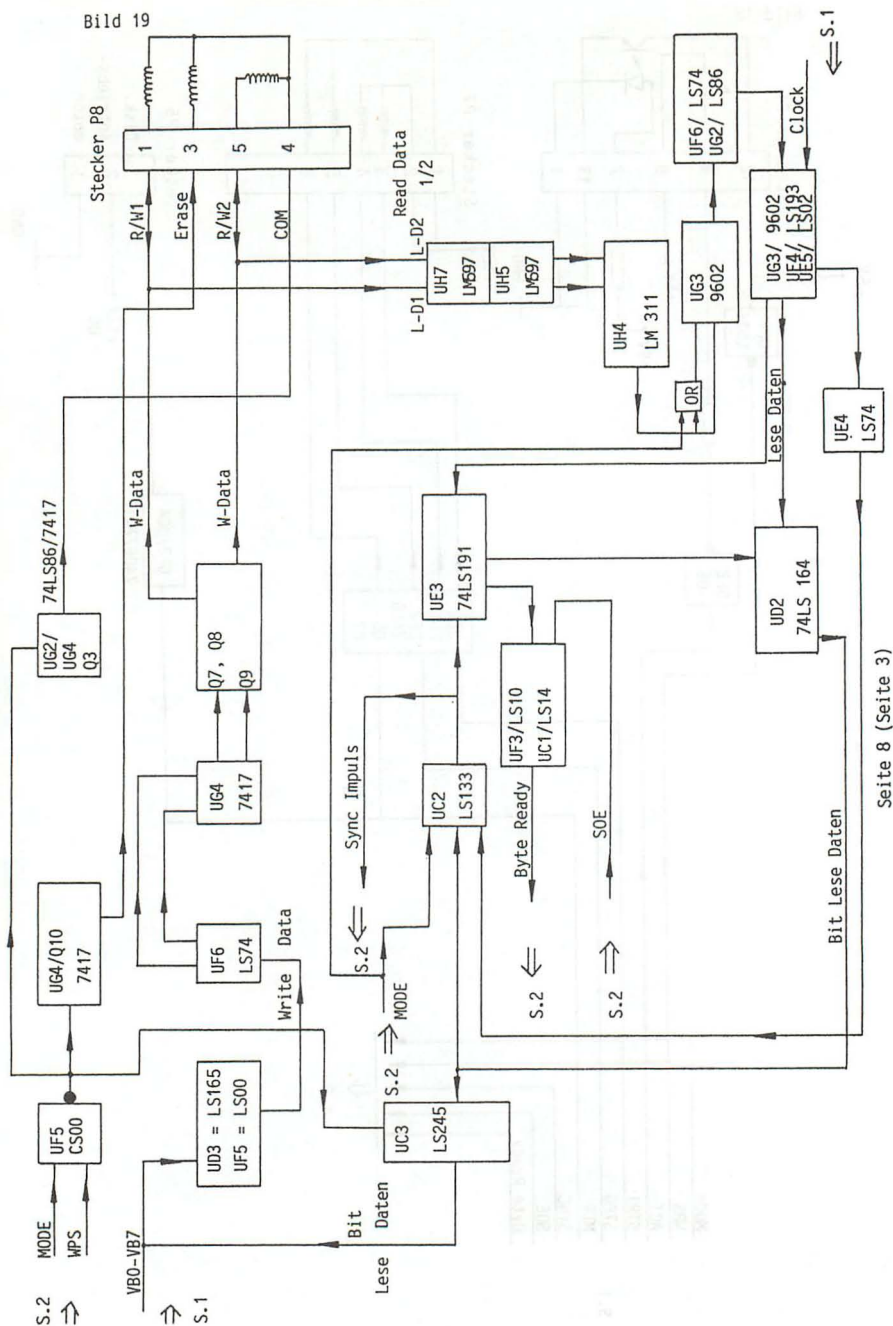 Bild 19
Stecker P8
1
3
5
4
R/W1
Erase
R/W2
COM
Read Data
1/2
L-D1
L-D2
UH7
LM597
UH5
LM597
UH4
LM 311
OR
UG3
9602
UF6/ LS74
UG2/ LS86
Clock
S.1
UG3/ 9602
UE4/ LS193
UE5/ LS02
Lese Daten
UE4
LS74
74LS86/7417
UG2/
UG4
Q3
W-Data
W-Data
Q7, Q8
Q9
UG4
7417
UG4/Q10
7417
UF6
LS74
Write Data
UF5
CS00
MODE
WPS
S.2
UD3 = LS165
UF5 = LS00
VB0-VB7
S.1
Bit
Lese Daten
UC3
LS245
S.2
MODE
S.2
Sync Impuls
UC2
LS133
UE3
74LS191
UF3/LS10
UC1/LS14
Byte Ready
S.2
SOE
S.2
UD2
74LS 164
Bit Lese Daten
Seite 8 (Seite 3)